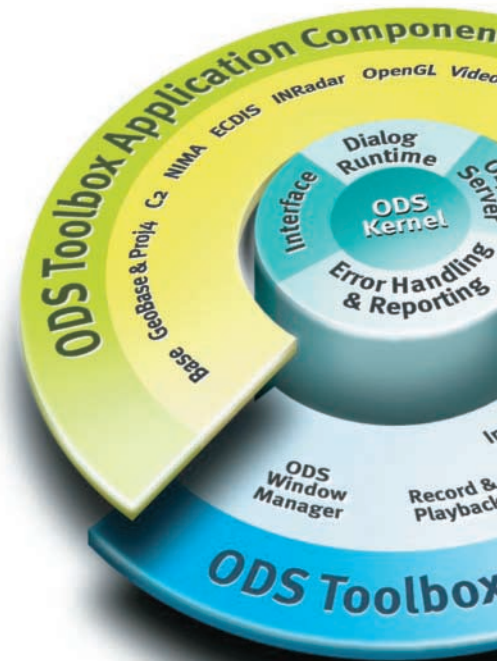 ODS Toolbox Application Componen
Base GeoBase & Proj4 C2 NIMA ECDIS INRadar OpenGL Video
Interface
Dialog
Runtime
Server
ODS
Kernel
Error Handling
& Reporting
ODS
Window
Manager
Record &
Playback
ODS Toolbox